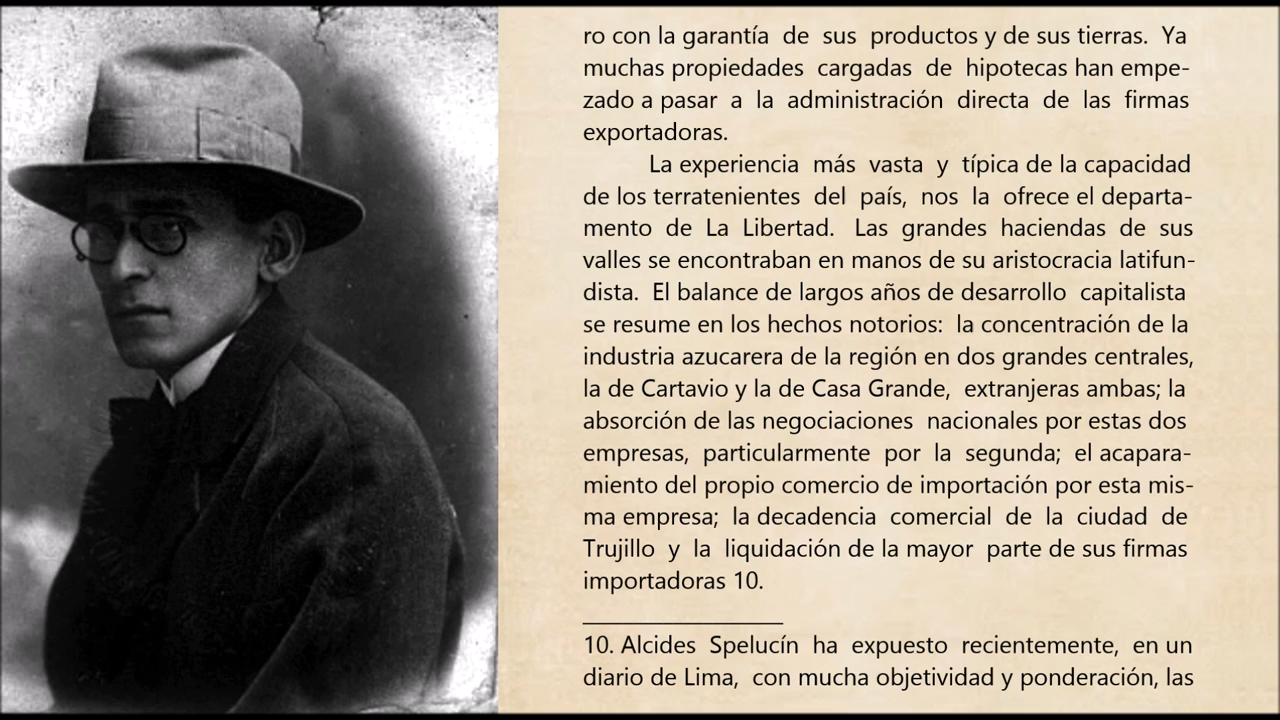 ro con la garantía de sus productos y de sus tierras. Ya
muchas propiedades cargadas de hipotecas han empe-
zado a pasar a la administración directa de las firmas
exportadoras.
La experiencia más vasta y típica de la capacidad
de los terratenientes del país, nos la ofrece el departa-
mento de La Libertad. Las grandes haciendas de sus
valles se encontraban en manos de su aristocracia latifun-
dista. El balance de largos años de desarrollo capitalista
se resume en los hechos notorios: la concentración de la
industria azucarera de la región en dos grandes centrales,
la de Cartavio y la de Casa Grande, extranjeras ambas; la
absorción de las negociaciones nacionales por estas dos
empresas, particularmente por la segunda; el acapara-
miento del propio comercio de importación por esta mis-
ma empresa; la decadencia comercial de la ciudad de
Trujillo y la liquidación de la mayor parte de sus firmas
importadoras 10.
10. Alcides Spelucín ha expuesto recientemente, en un
diario de Lima, con mucha objetividad y ponderación, las